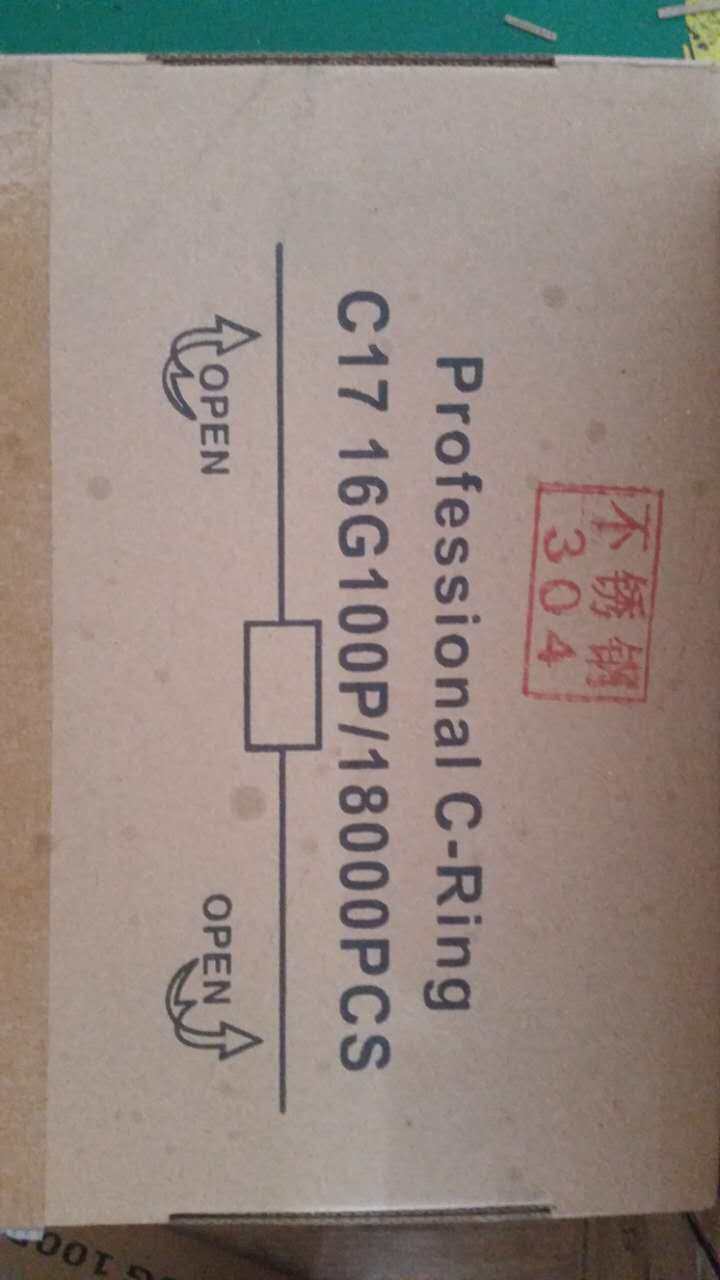 不锈钢
304
Professional C-Ring
C17 16G100P/18000PCS
OPEN OPEN